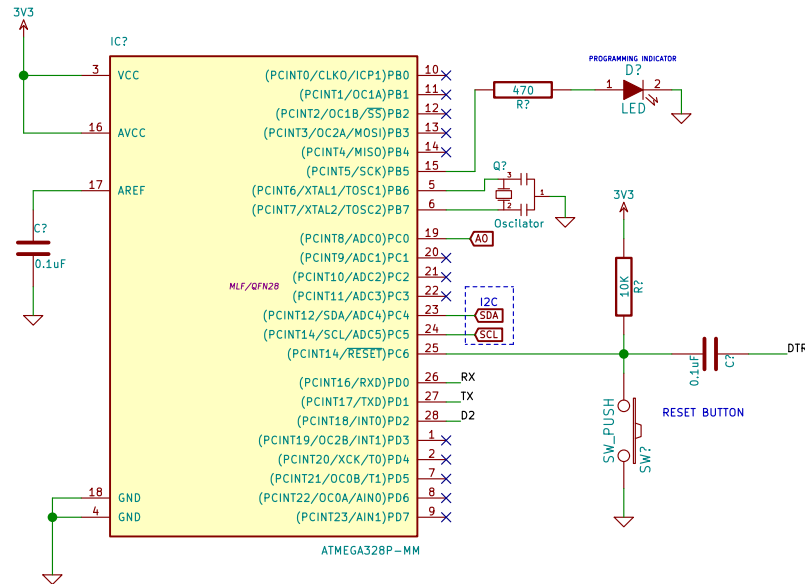 3V3
IC?
3 VCC
16 AVCC
17 AREF
C?
0.1uF
MLF/QFN28
18 GND
4 GND
ATMEGA328P-MM
(PCINT0/CLKO/ICP1)PB0 10
(PCINT1/OC1A)PB1 11
(PCINT2/OC1B/SS)PB2 12
(PCINT3/OC2A/MOSI)PB3 13
(PCINT4/MISO)PB4 14
(PCINT5/SCK)PB5 15
(PCINT6/XTAL1/TOSC1)PB6 5
(PCINT7/XTAL2/TOSC2)PB7 6
(PCINT8/ADC0)PC0 19
(PCINT9/ADC1)PC1 20
(PCINT10/ADC2)PC2 21
(PCINT11/ADC3)PC3 22
(PCINT12/SDA/ADC4)PC4 23
(PCINT14/SCL/ADC5)PC5 24
(PCINT14/RESET)PC6 25
(PCINT16/RXD)PD0 26
(PCINT17/TXD)PD1 27
(PCINT18/INT0)PD2 28
(PCINT19/OC2B/INT1)PD3 1
(PCINT20/XCK/T0)PD4 2
(PCINT21/OC0B/T1)PD5 7
(PCINT22/OC0A/AIN0)PD6 8
(PCINT23/AIN1)PD7 9
470
R?
PROGRAMMING INDICATOR
D?
1 2
LED
Q?
3
1
2
Oscilator
A0
I2C
SDA
SCL
RX
TX
D2
3V3
10K
R?
0.1uF
C?
DTR
SW_PUSH
SW?
RESET BUTTON